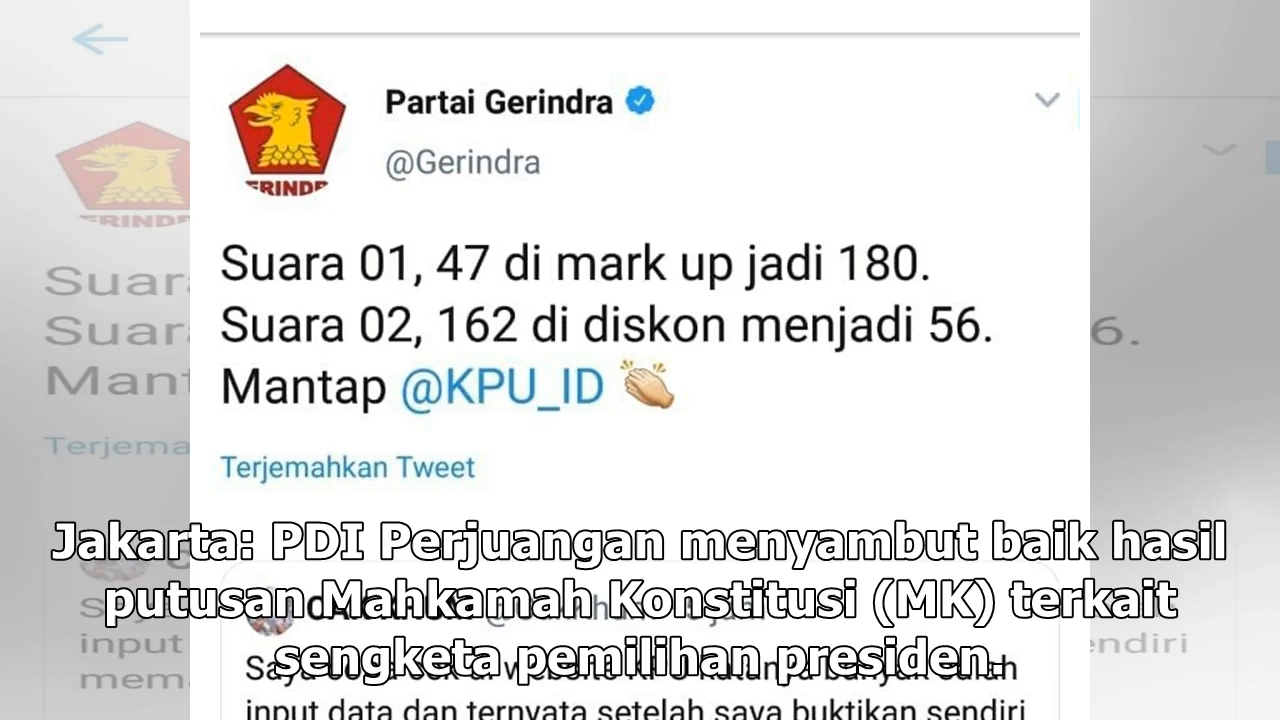 Partai Gerindra
@Gerindra
ERINDR
Suara 01, 47 di mark up jadi 180.
Suara 02, 162 di diskon menjadi 56.
Mantap @KPU_ID 👏
Terjemahkan Tweet
Jakarta: PDI Perjuangan menyambut baik hasil
putusan Mahkamah Konstitusi (MK) terkait
sengketa pemilihan presiden.
input data dan ternyata setelah saya buktikan sendiri